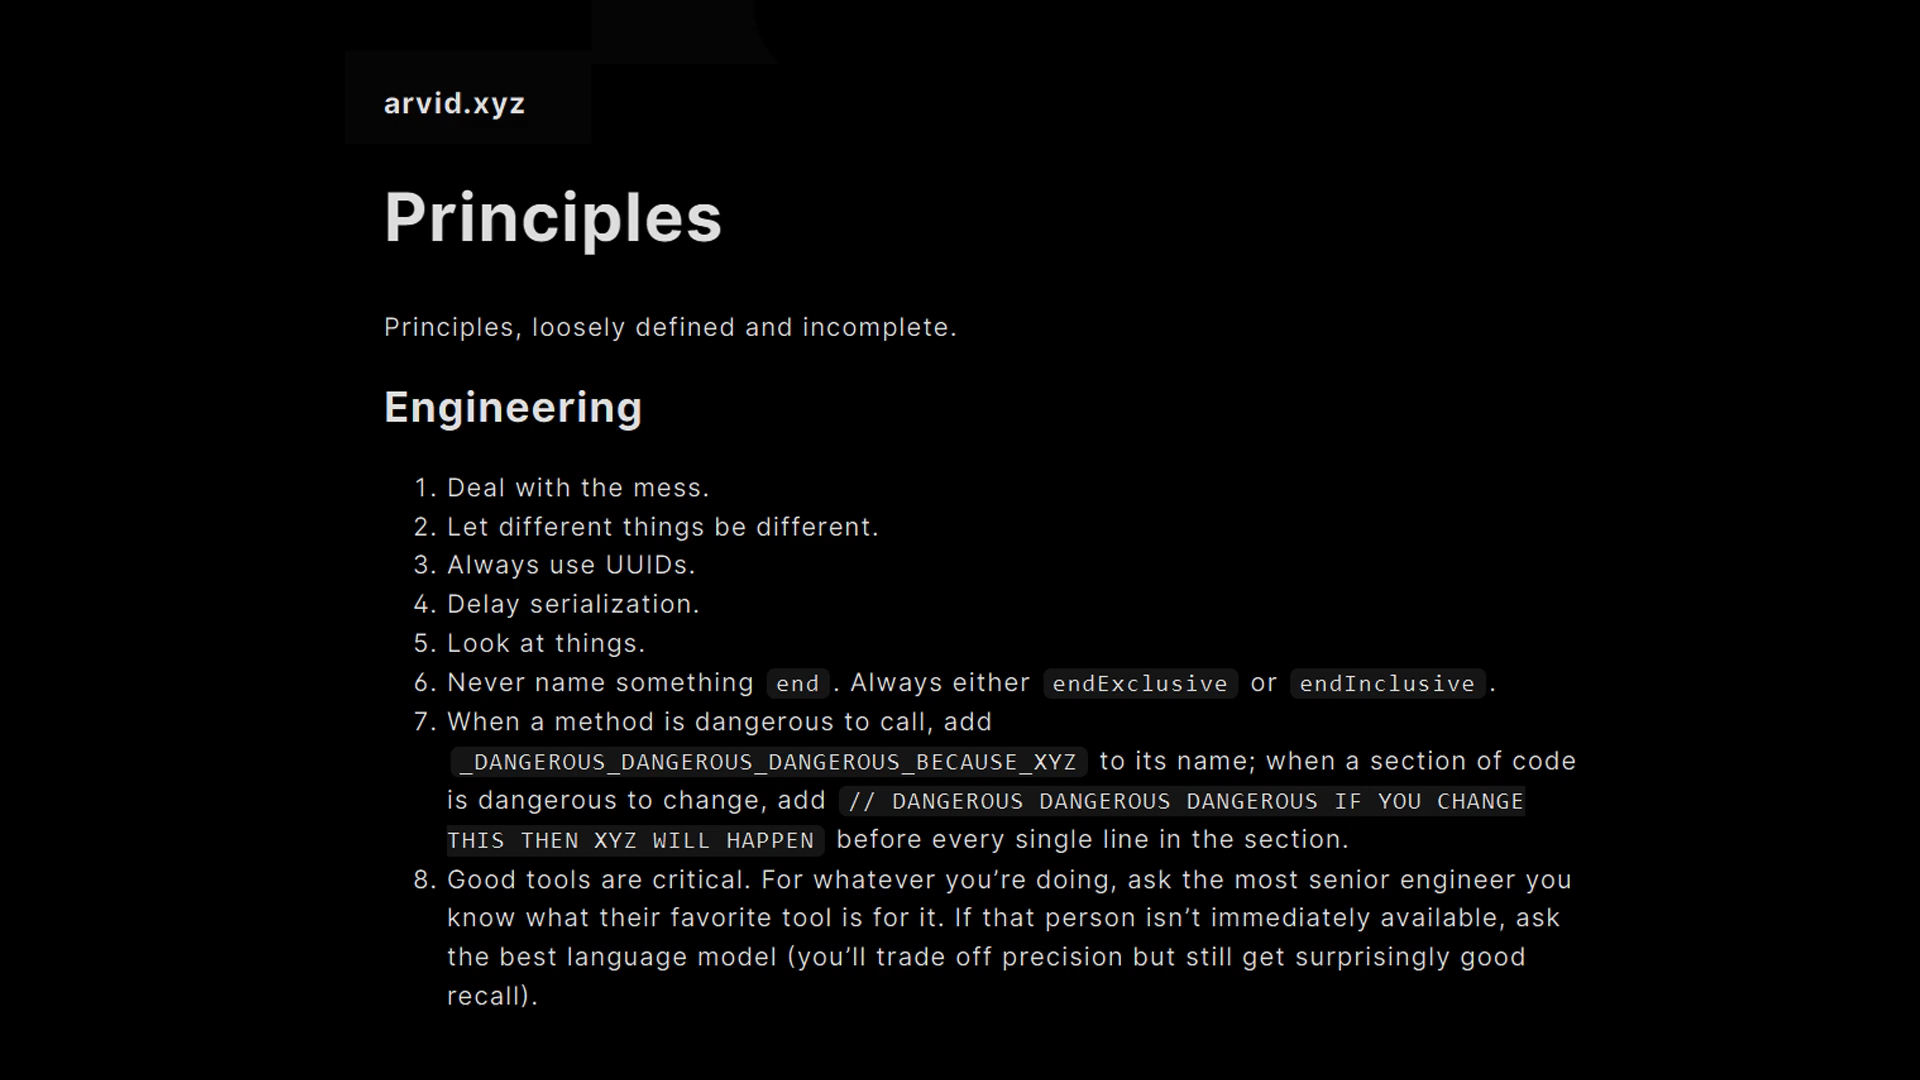 arvid.xyz
Principles
Principles, loosely defined and incomplete.
Engineering
1. Deal with the mess.
2. Let different things be different.
3. Always use UUIDs.
4. Delay serialization.
5. Look at things.
6. Never name something end. Always either endExclusive or endInclusive.
7. When a method is dangerous to call, add
_DANGEROUS_DANGEROUS_DANGEROUS_BECAUSE_XYZ to its name; when a section of code
is dangerous to change, add // DANGEROUS DANGEROUS DANGEROUS IF YOU CHANGE
THIS THEN XYZ WILL HAPPEN before every single line in the section.
8. Good tools are critical. For whatever you’re doing, ask the most senior engineer you
know what their favorite tool is for it. If that person isn’t immediately available, ask
the best language model (you’ll trade off precision but still get surprisingly good
recall).